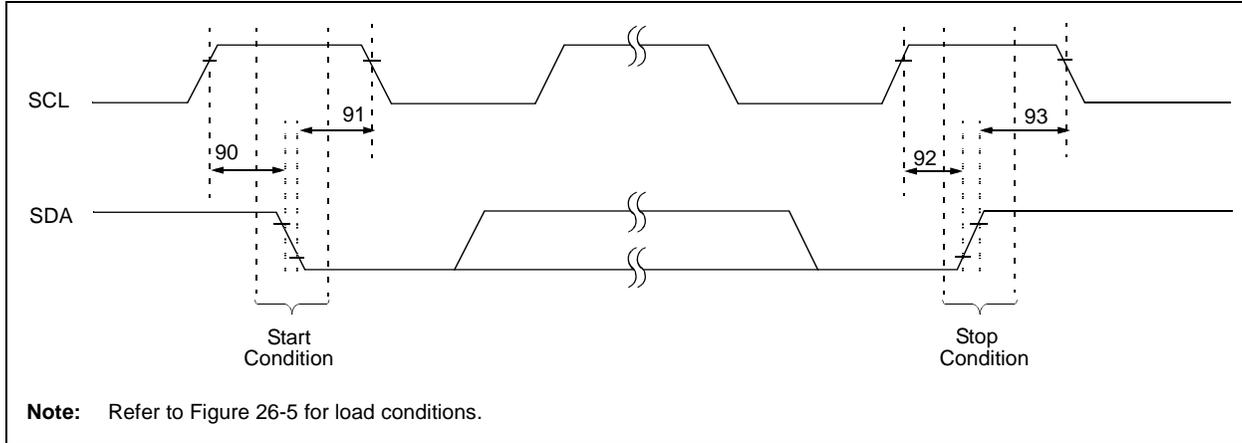 SCL
91
93
90
92
SDA
Start
Condition
Stop
Condition
Note: Refer to Figure 26-5 for load conditions.